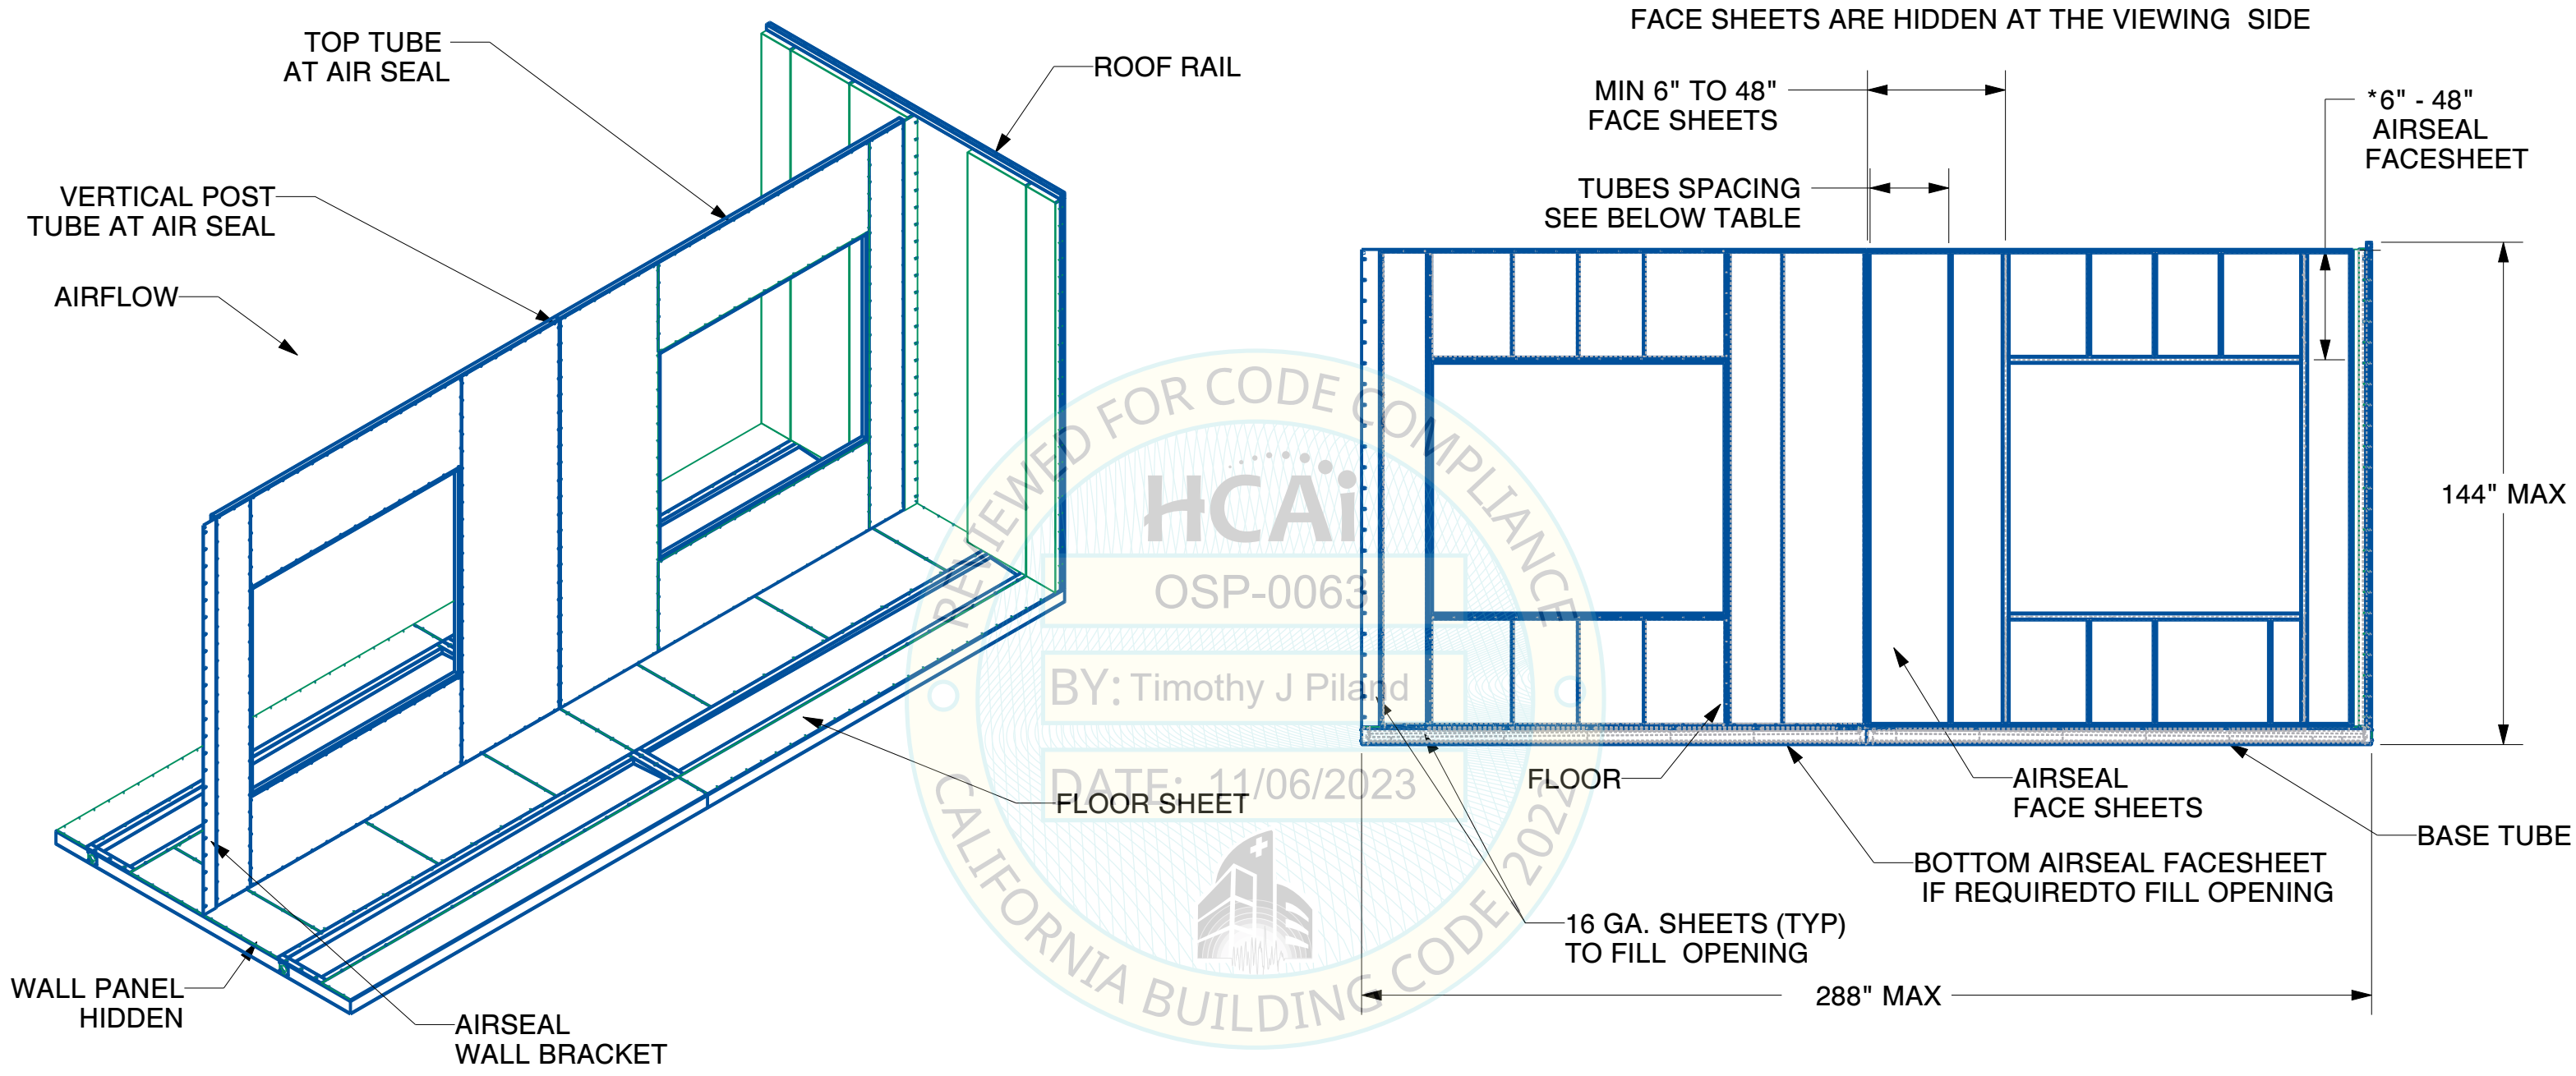 TOP TUBE
AT AIR SEAL
ROOF RAIL
VERTICAL POST
TUBE AT AIR SEAL
AIRFLOW
FLOOR SHEET
WALL PANEL
HIDDEN
AIRSEAL
WALL BRACKET
FACE SHEETS ARE HIDDEN AT THE VIEWING SIDE
MIN 6" TO 48"
FACE SHEETS
*6" - 48"
AIRSEAL
FACESHEET
TUBES SPACING
SEE BELOW TABLE
144" MAX
FLOOR
AIRSEAL
FACE SHEETS
BASE TUBE
BOTTOM AIRSEAL FACESHEET
IF REQUIREDTO FILL OPENING
16 GA. SHEETS (TYP)
TO FILL OPENING
288" MAX
REVIEWED FOR CODE COMPLIANCE
HCAi
OSP-0063
BY: Timothy J Piland
DATE: 11/06/2023
CALIFORNIA BUILDING CODE 2022